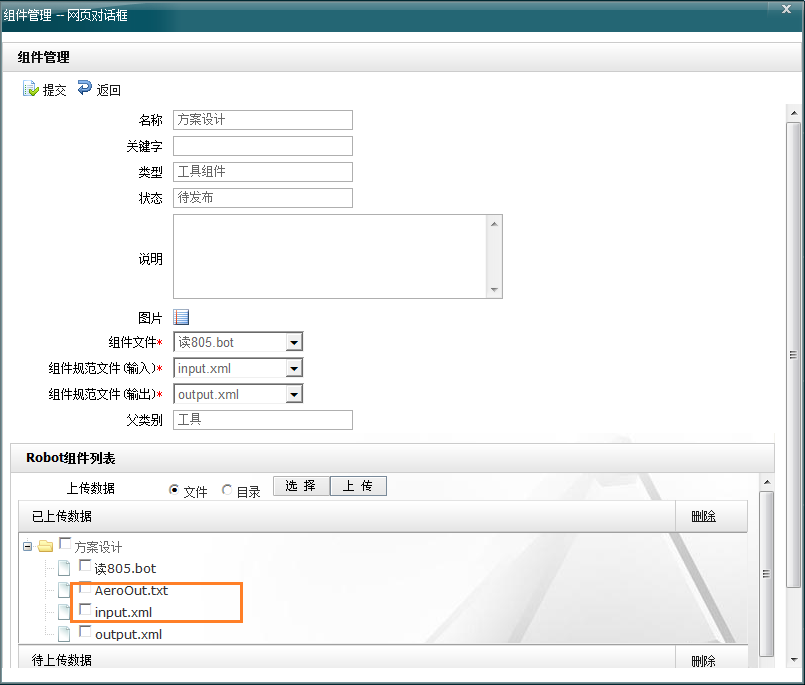 组件管理 -- 网页对话框
组件管理
提交 返回
名称 方案设计
关键字
类型 工具组件
状态 待发布
说明
图片
组件文件* 读805.bot
组件规范文件(输入)* input.xml
组件规范文件(输出)* output.xml
父类别 工具
Robot组件列表
上传数据 文件 目录 选 择 上 传
已上传数据 删除
方案设计
读805.bot
AeroOut.txt
input.xml
output.xml
待上传数据 删除